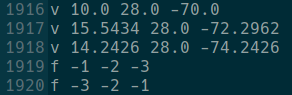 1916 v 10.0 28.0 -70.0
1917 v 15.5434 28.0 -72.2962
1918 v 14.2426 28.0 -74.2426
1919 f -1 -2 -3
1920 f -3 -2 -1